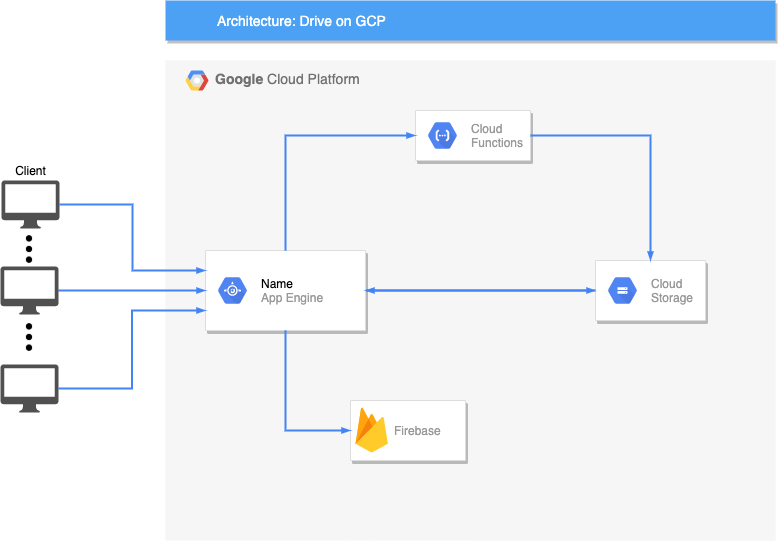 Architecture: Drive on GCP
Google Cloud Platform
Cloud
Functions
Client
Name
App Engine
Cloud
Storage
Firebase